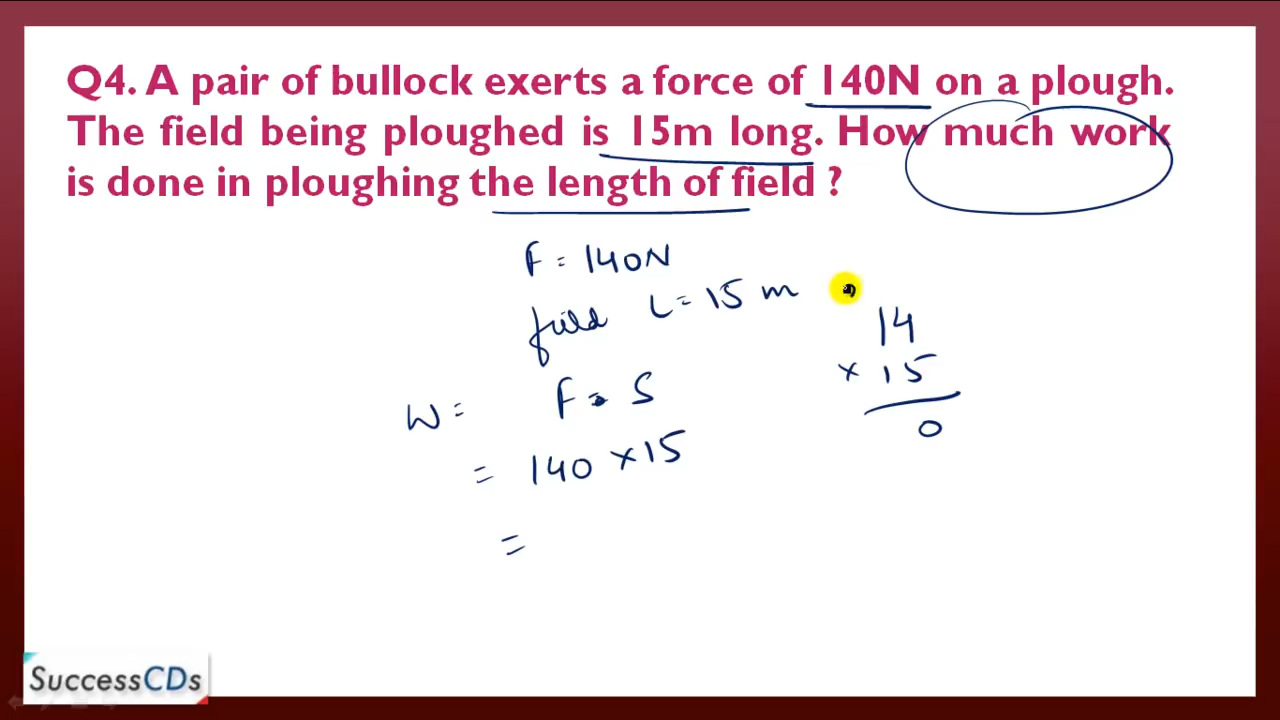 Q4. A pair of bullock exerts a force of 140N on a plough.
The field being ploughed is 15m long. How much work
is done in ploughing the length of field ?
F = 140N
field L = 15 m
14
× 15
0
W = F . S
= 140 × 15
=
SuccessCDs